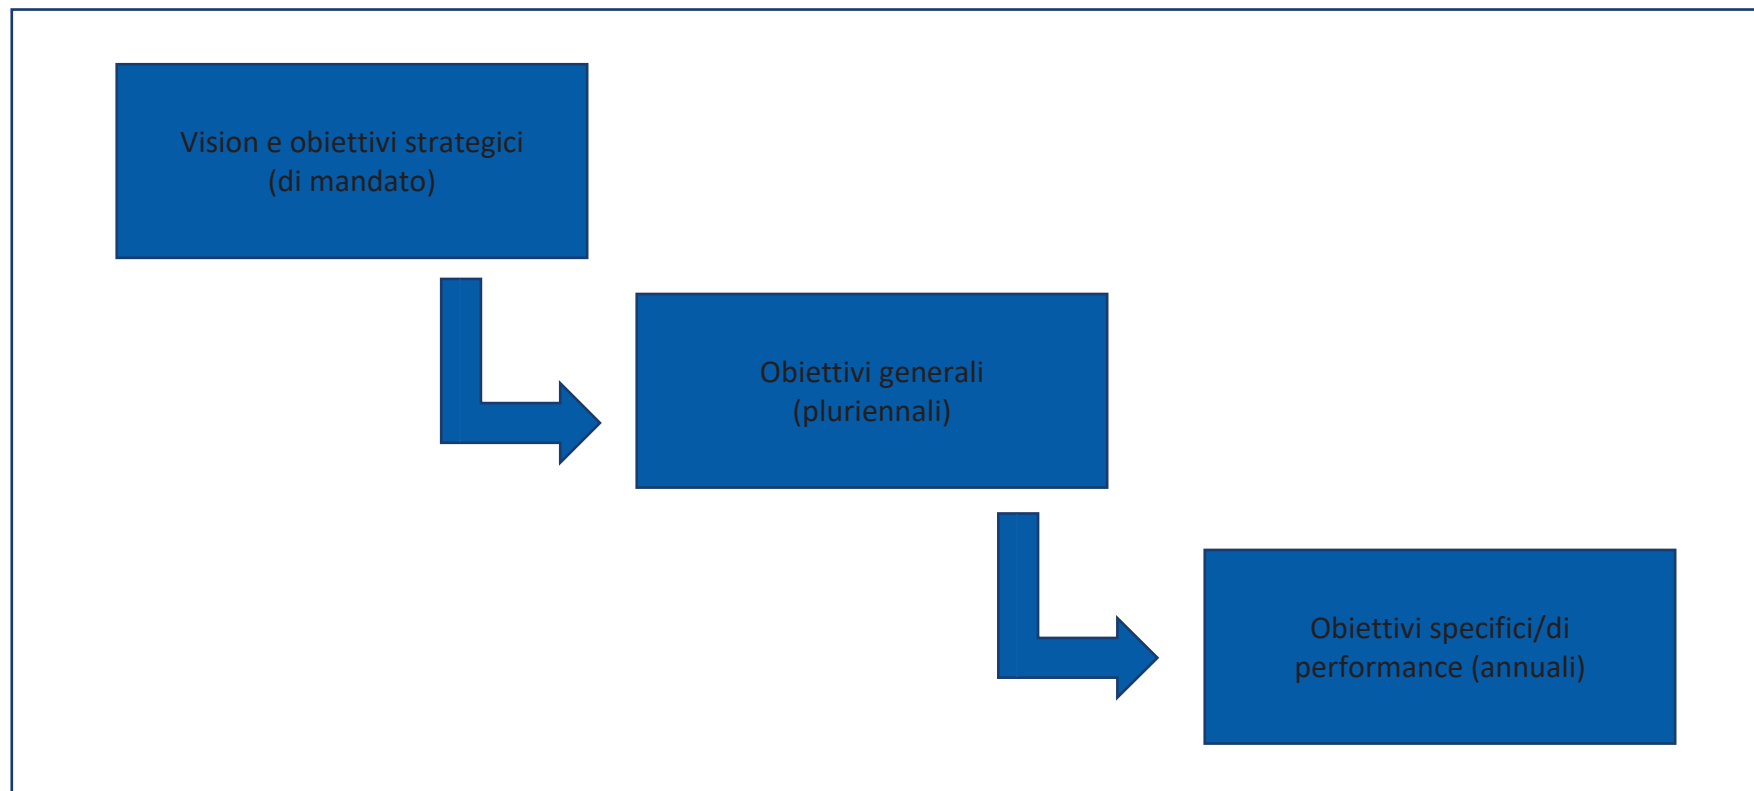 Vision e obiettivi strategici
(di mandato)
Obiettivi generali
(pluriennali)
Obiettivi specifici/di
performance (annuali)